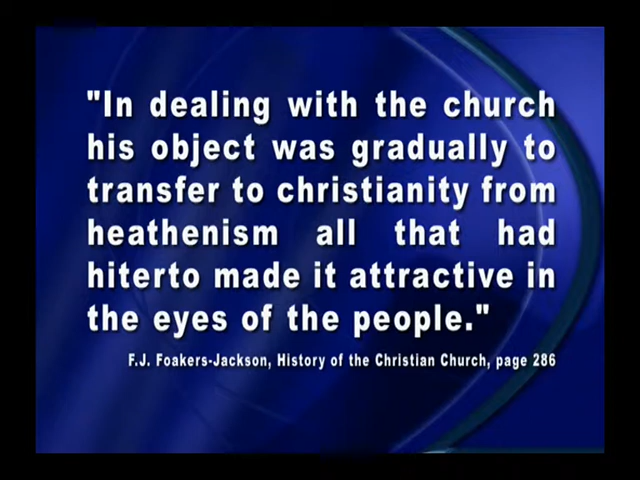 "In dealing with the church
his object was gradually to
transfer to christianity from
heathenism all that had
hiterto made it attractive in
the eyes of the people."
F.J. Foakers-Jackson, History of the Christian Church, page 286